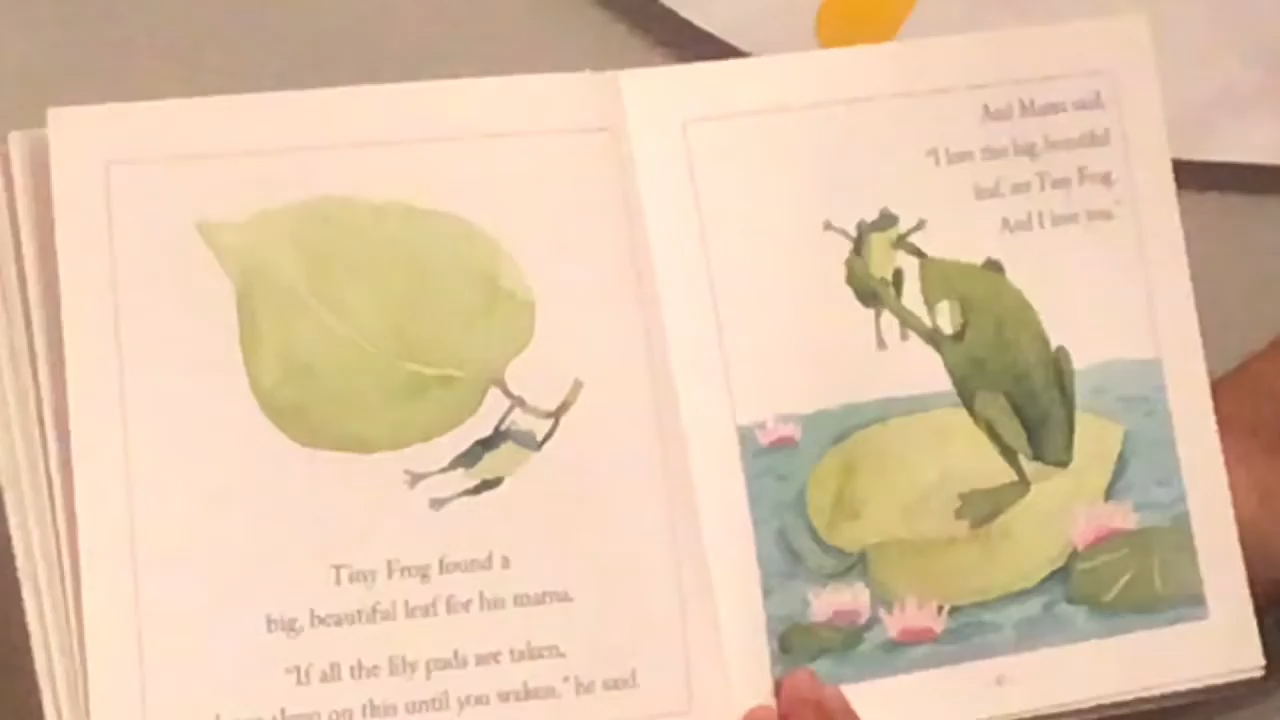 Tiny Frog found a
big, beautiful leaf for his mama.
"If all the lily pads are taken,
sleep on this until you waken," he said.
And Mama said,
"I love this big, beautiful
leaf, my Tiny Frog.
And I love you."